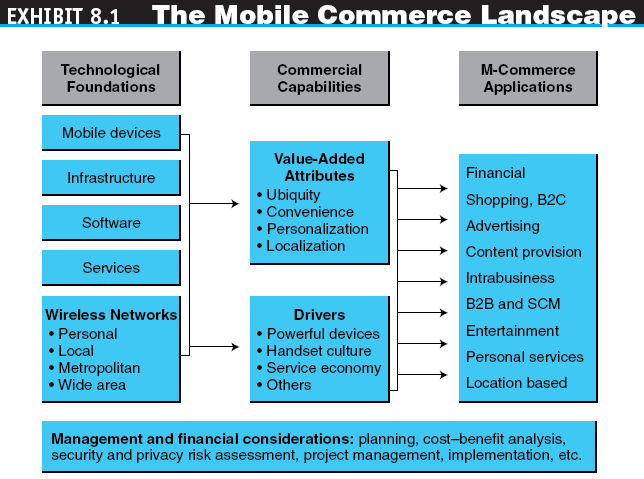 EXHIBIT 8.1 The Mobile Commerce Landscape
Technological
Foundations
Mobile devices
Infrastructure
Software
Services
Wireless Networks
• Personal
• Local
• Metropolitan
• Wide area
Commercial
Capabilities
Value-Added
Attributes
• Ubiquity
• Convenience
• Personalization
• Localization
Drivers
• Powerful devices
• Handset culture
• Service economy
• Others
M-Commerce
Applications
Financial
Shopping, B2C
Advertising
Content provision
Intrabusiness
B2B and SCM
Entertainment
Personal services
Location based
Management and financial considerations: planning, cost–benefit analysis,
security and privacy risk assessment, project management, implementation, etc.